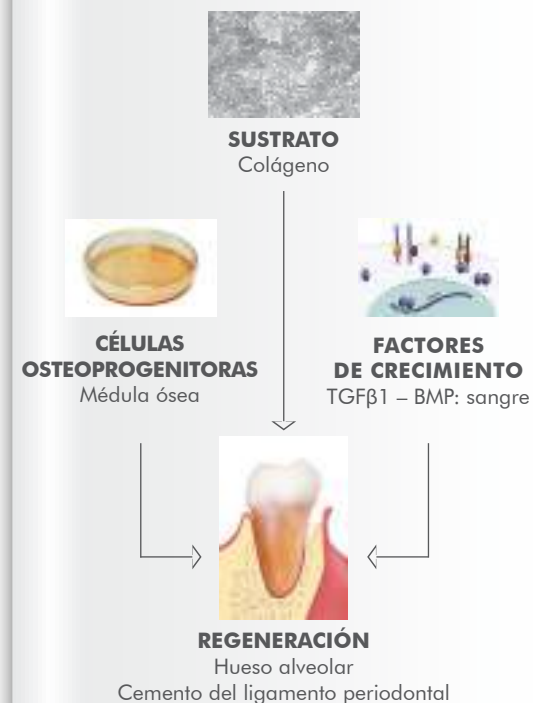 SUSTRATO
Colágeno
CÉLULAS
OSTEOPROGENITORAS
Médula ósea
FACTORES
DE CRECIMIENTO
TGFβ1 – BMP: sangre
REGENERACIÓN
Hueso alveolar
Cemento del ligamento periodontal